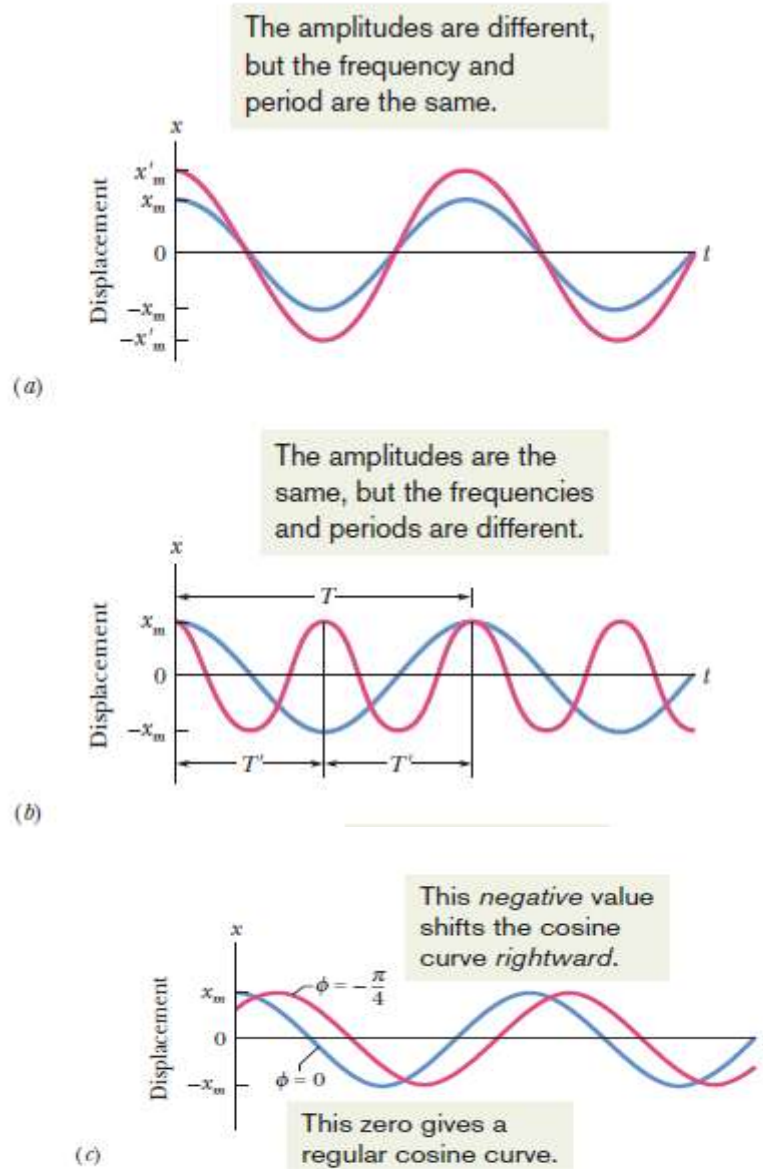 The amplitudes are different,
but the frequency and
period are the same.
x
x'm
xm
0
t
−xm
−x'm
Displacement
(a)
The amplitudes are the
same, but the frequencies
and periods are different.
x
T
xm
0
t
−xm
Displacement
T' T'
(b)
This negative value
shifts the cosine
curve rightward.
x
xm
ϕ = − π/4
0
−xm
ϕ = 0
Displacement
This zero gives a
regular cosine curve.
(c)